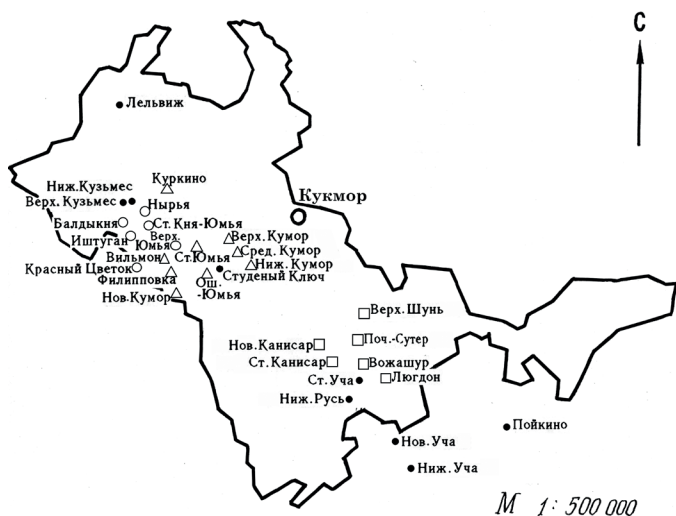 С
Лельвиж
Куркино
Ниж.Кузьмес
Верх.Кузьмес
Нырья
Кукмор
Балдыкня
Ст.Кня-Юмья
Иштуган
Верх.
Юмья
Верх.Кумор
Вильмон
Ст.Юмья
Сред.Кумор
Красный Цветок
Ниж.Кумор
Филипповка
Студеный Ключ
Ош.
-Юмья
Нов.Кумор
Верх.Шунь
Нов.Канисар
Поч.-Сутер
Ст.Канисар
Вожашур
Ст.Уча
Люгдон
Ниж.Русь
Пойкино
Нов.Уча
Ниж.Уча
М 1:500 000